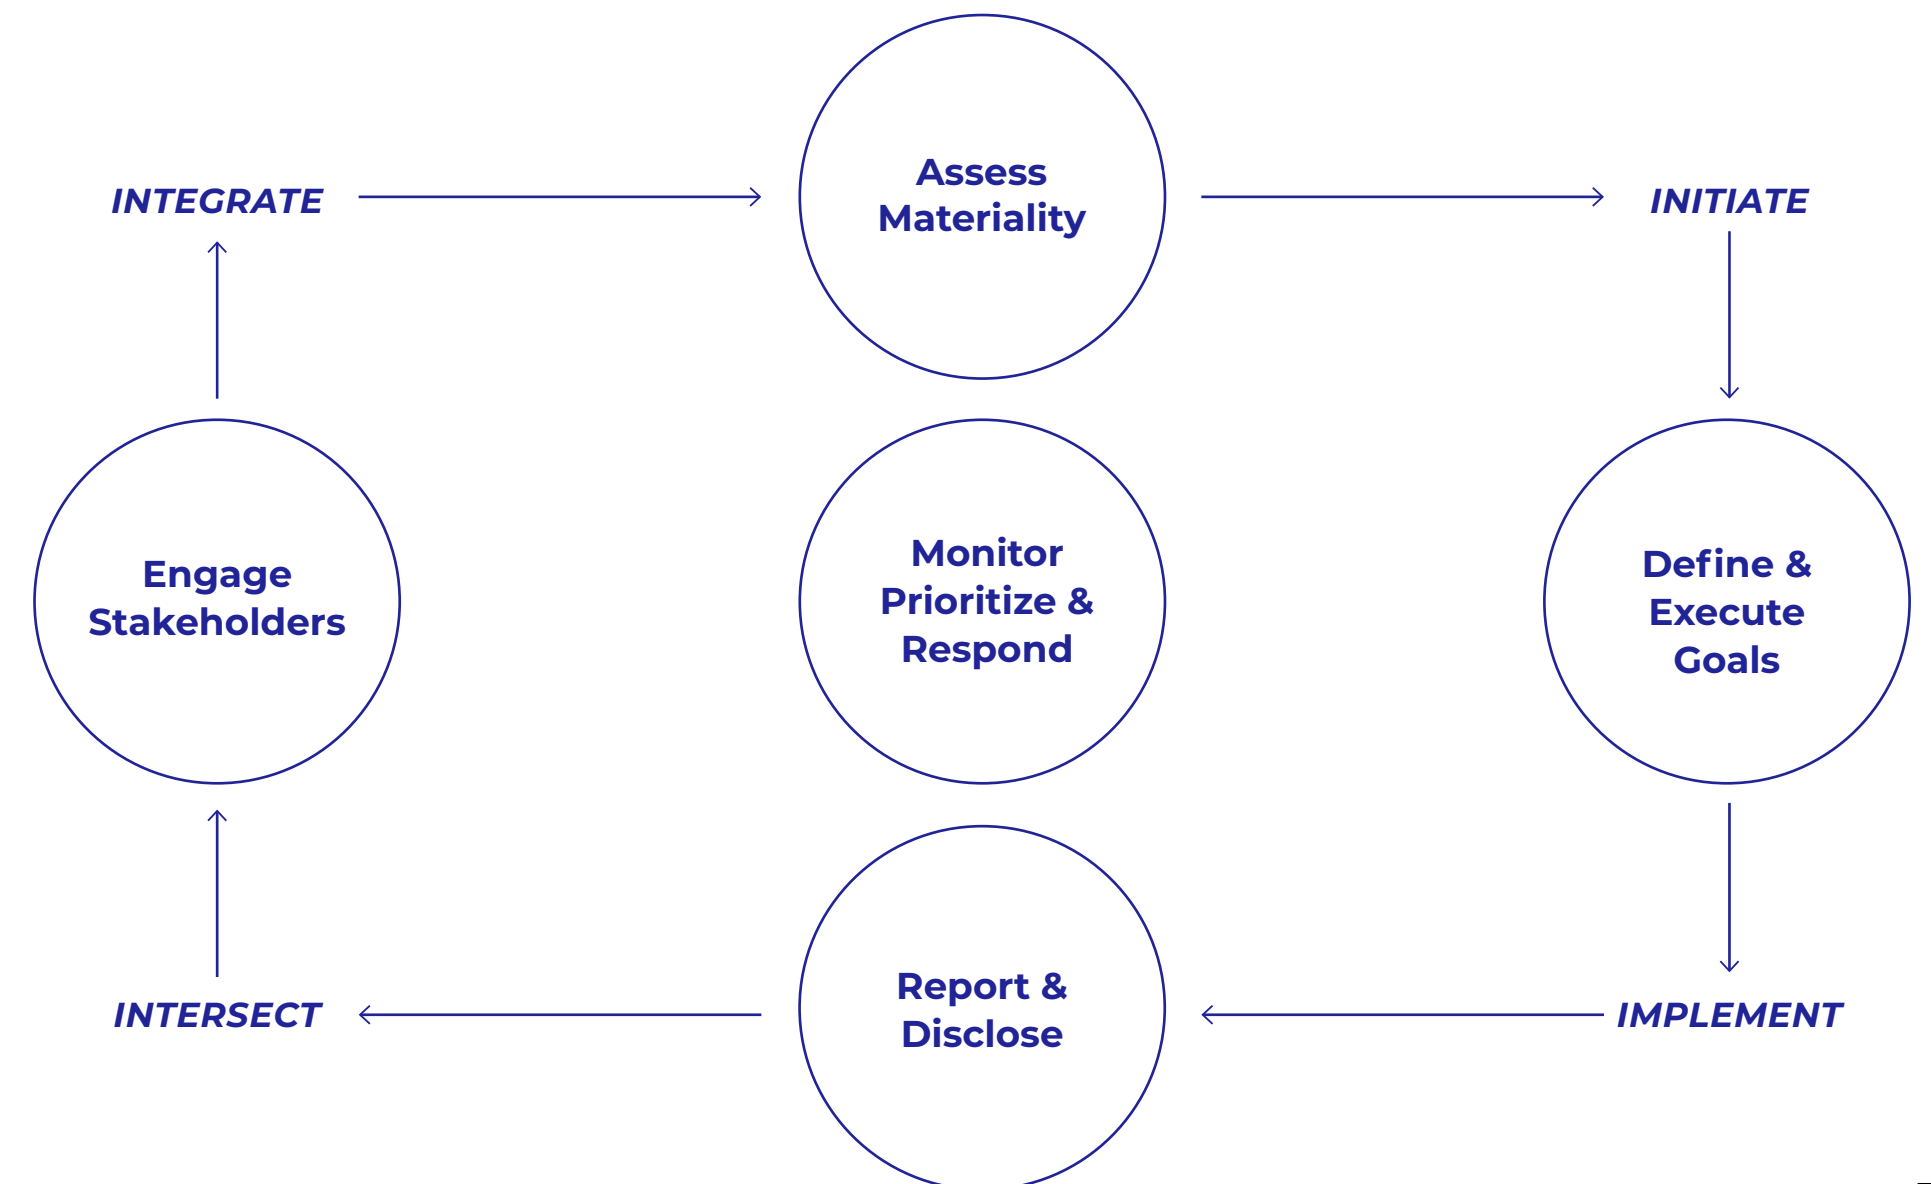 Assess
Materiality
INTEGRATE
INITIATE
Engage
Stakeholders
Monitor
Prioritize &
Respond
Define &
Execute
Goals
Report &
Disclose
INTERSECT
IMPLEMENT